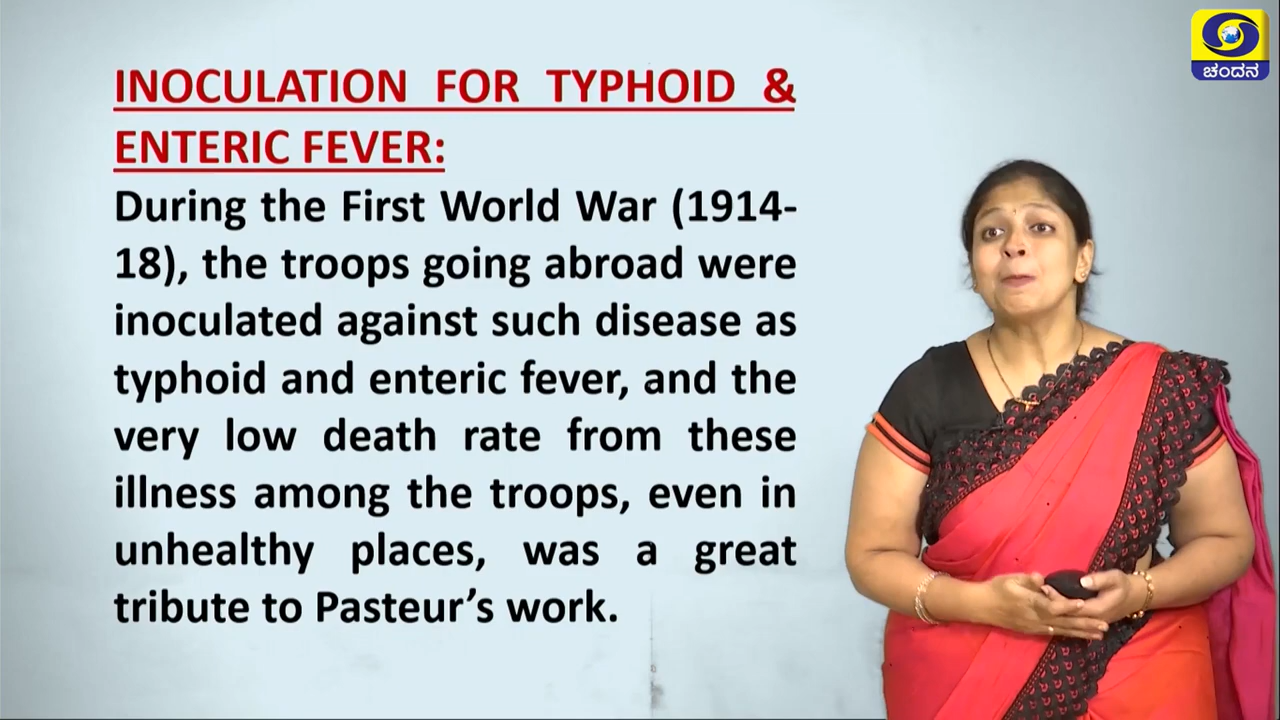 ಚಂದನ
INOCULATION FOR TYPHOID &
ENTERIC FEVER:
During the First World War (1914-
18), the troops going abroad were
inoculated against such disease as
typhoid and enteric fever, and the
very low death rate from these
illness among the troops, even in
unhealthy places, was a great
tribute to Pasteur’s work.